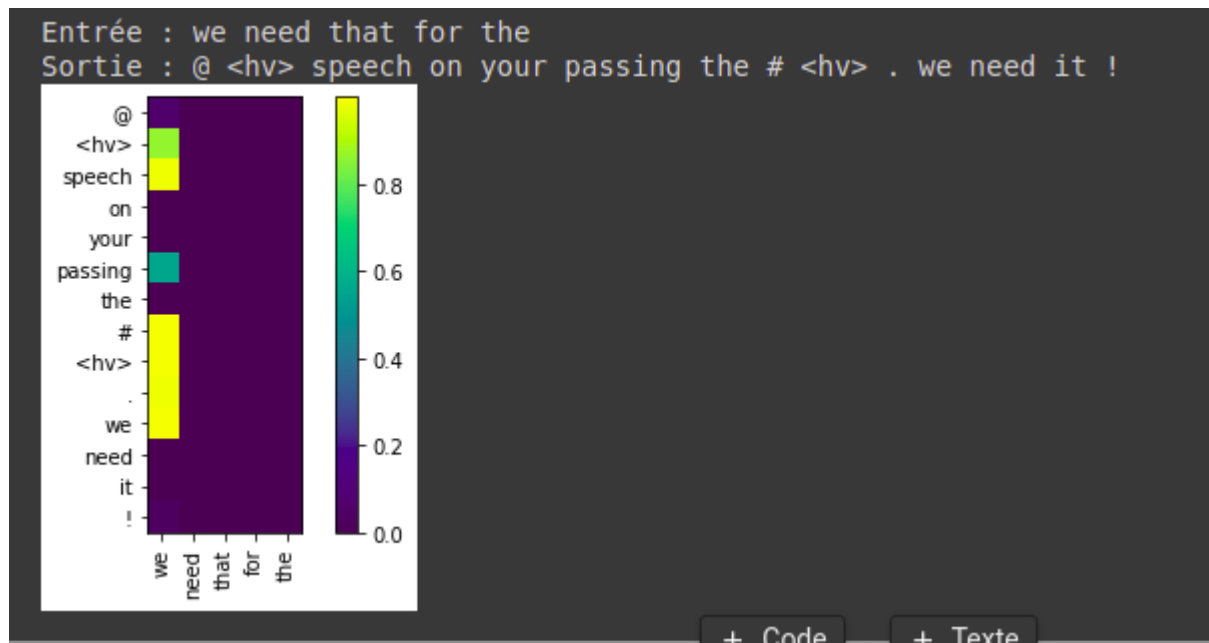 Entrée : we need that for the
Sortie : @ <hv> speech on your passing the # <hv> . we need it !
@
<hv>
speech
on
your
passing
the
#
<hv>
.
we
need
it
!
0.8
0.6
0.4
0.2
0.0
we need that for the
+ Code + Texte